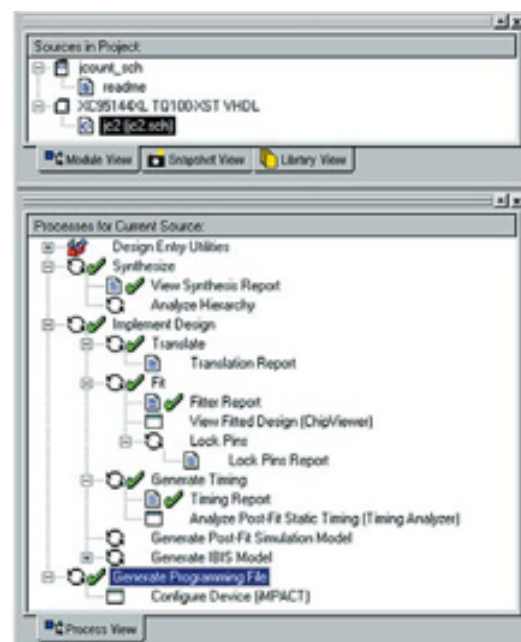 Sources in Project:
jcount_sch
readme
XC95144XL TQ100-XST VHDL
jc2 (jc2.sch)
Module View Snapshot View Library View
Processes for Current Source:
Design Entry Utilities
Synthesize
View Synthesis Report
Analyze Hierarchy
Implement Design
Translate
Translation Report
Fit
Fitter Report
View Fitted Design (ChipViewer)
Lock Pins
Lock Pins Report
Generate Timing
Timing Report
Analyze Post-Fit Static Timing (Timing Analyzer)
Generate Post-Fit Simulation Model
Generate IBIS Model
Generate Programming File
Configure Device (iMPACT)
Process View